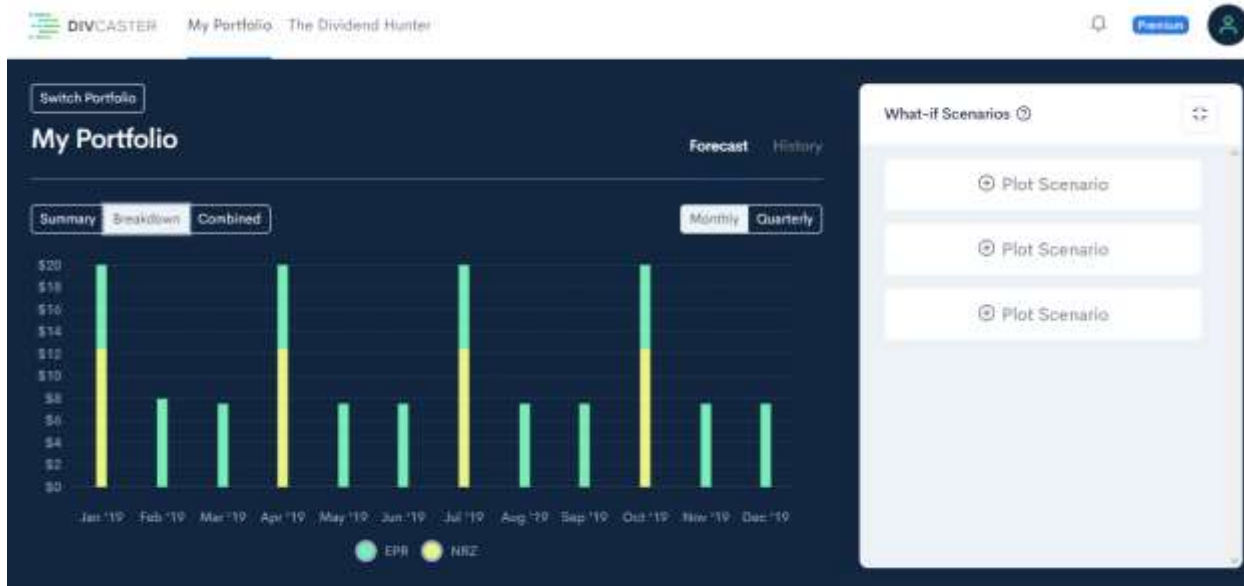 DIVCASTER My Portfolio The Dividend Hunter Premium
Switch Portfolio
My Portfolio
Forecast History
Summary Breakdown Combined Monthly Quarterly
$20
$18
$16
$14
$12
$10
$8
$6
$4
$2
$0
Jan '19 Feb '19 Mar '19 Apr '19 May '19 Jun '19 Jul '19 Aug '19 Sep '19 Oct '19 Nov '19 Dec '19
EPR NRZ
What-if Scenarios
Plot Scenario
Plot Scenario
Plot Scenario